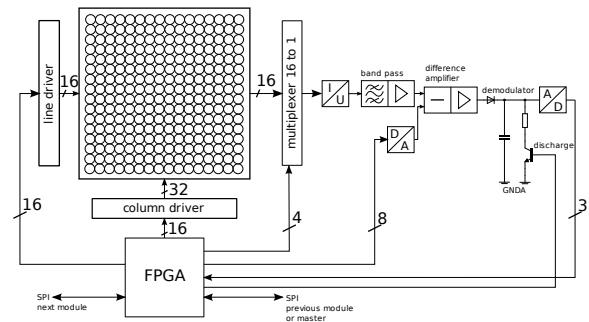 line driver
16
16
multiplexer 16 to 1
I
U
band pass
difference
amplifier
demodulator
A
D
D
A
discharge
GNDA
32
column driver
16
16
4
8
3
FPGA
SPI
next module
SPI
previous module
or master